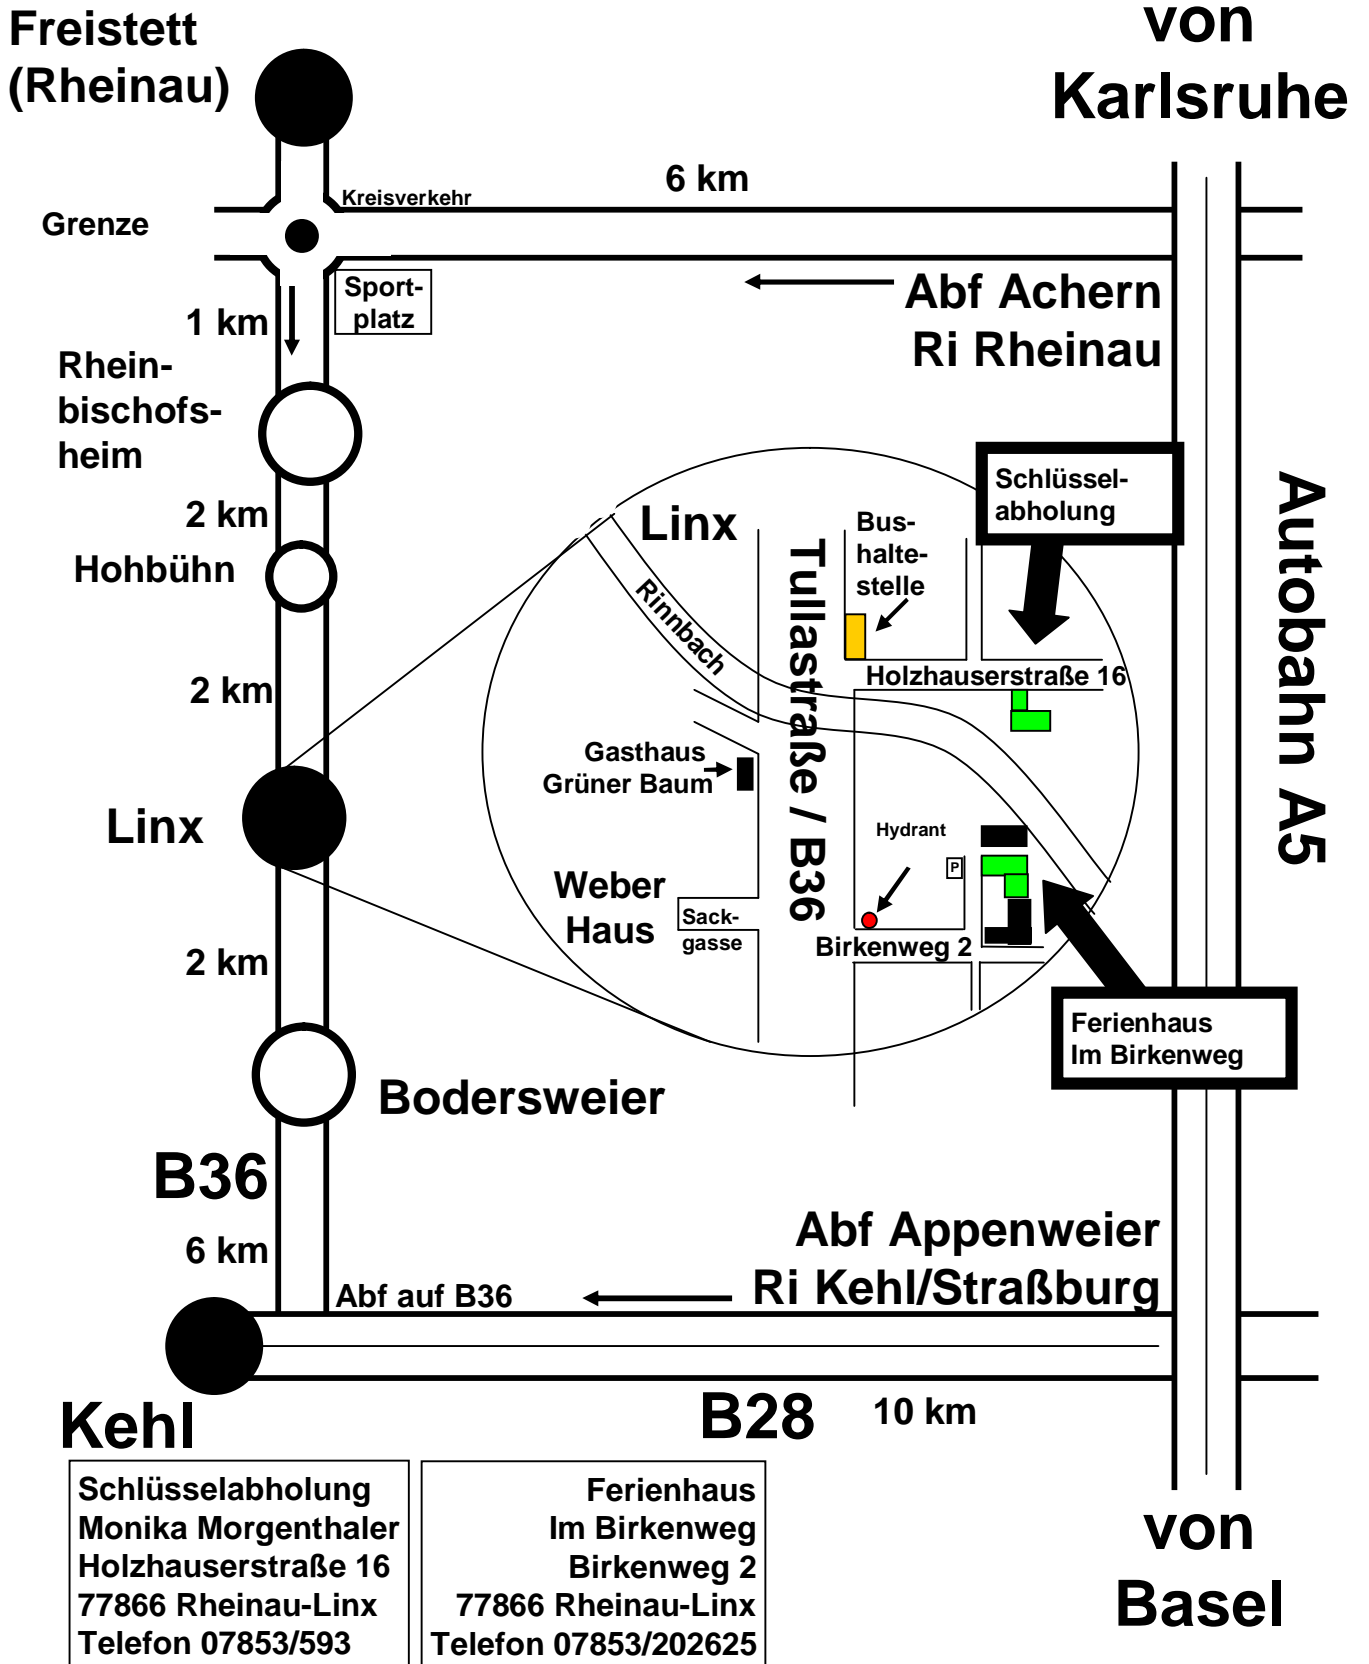 Freistett
(Rheinau)
von
Karlsruhe
6 km
Kreisverkehr
Grenze
Sport-
platz
1 km
Abf Achern
Ri Rheinau
Rhein-
bischofs-
heim
2 km
Hohbühn
2 km
Linx
2 km
Bodersweier
B36
6 km
Linx
Rinnbach
Tullastraße / B36
Bus-
halte-
stelle
Schlüssel-
abholung
Holzhauserstraße 16
Gasthaus
Grüner Baum
Hydrant
P
Weber
Haus
Sack-
gasse
Birkenweg 2
Ferienhaus
Im Birkenweg
Autobahn A5
Abf Appenweier
Ri Kehl/Straßburg
Abf auf B36
Kehl
B28
10 km
Schlüsselabholung
Monika Morgenthaler
Holzhauserstraße 16
77866 Rheinau-Linx
Telefon 07853/593
Ferienhaus
Im Birkenweg
Birkenweg 2
77866 Rheinau-Linx
Telefon 07853/202625
von
Basel